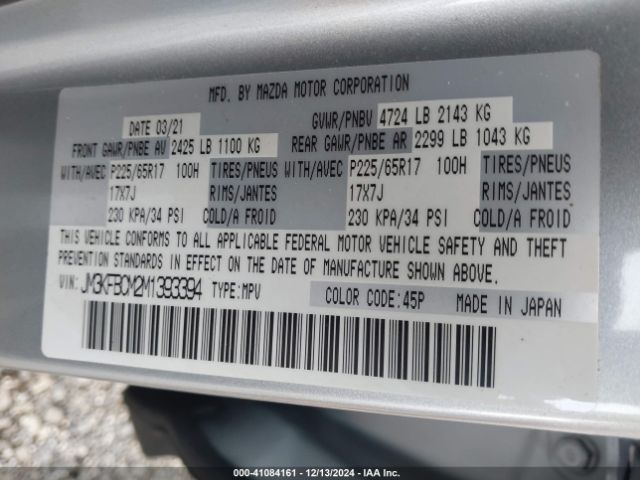 MFD. BY MAZDA MOTOR CORPORATION
DATE 03/21 GVWR/PNBV 4724 LB 2143 KG
FRONT GAWR/PNBE AV 2425 LB 1100 KG REAR GAWR/PNBE AR 2299 LB 1043 KG
WITH/AVEC P225/65R17 100H TIRES/PNEUS WITH/AVEC P225/65R17 100H TIRES/PNEUS
17X7J RIMS/JANTES 17X7J RIMS/JANTES
230 KPA/34 PSI COLD/A FROID 230 KPA/34 PSI COLD/A FROID
THIS VEHICLE CONFORMS TO ALL APPLICABLE FEDERAL MOTOR VEHICLE SAFETY AND THEFT
PREVENTION STANDARDS IN EFFECT ON THE DATE OF MANUFACTURE SHOWN ABOVE.
VIN: JM3KFBCM2M1393394 TYPE:MPV COLOR CODE:45P MADE IN JAPAN
000-41084161 - 12/13/2024 - IAA Inc.